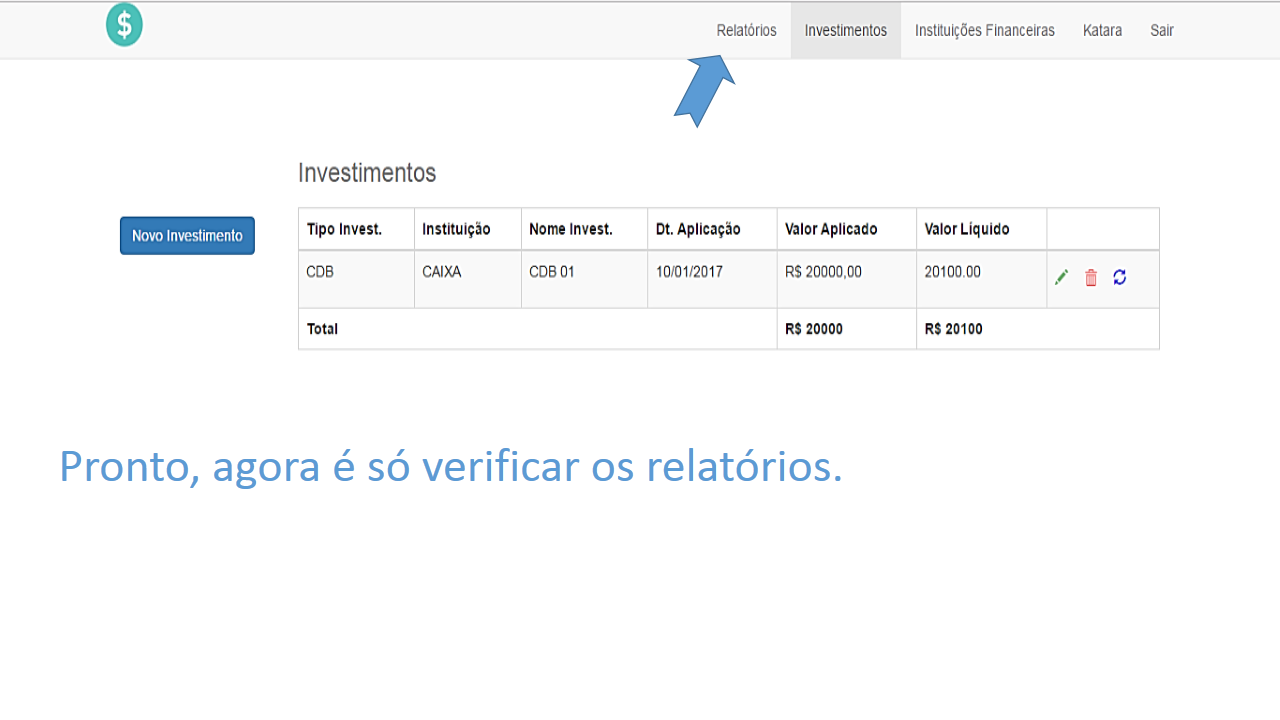 $
Relatórios Investimentos Instituições Financeiras Katara Sair
Investimentos
Novo Investimento
Tipo Invest. Instituição Nome Invest. Dt. Aplicação Valor Aplicado Valor Líquido
CDB CAIXA CDB 01 10/01/2017 R$ 20000,00 20100.00
Total R$ 20000 R$ 20100
Pronto, agora é só verificar os relatórios.